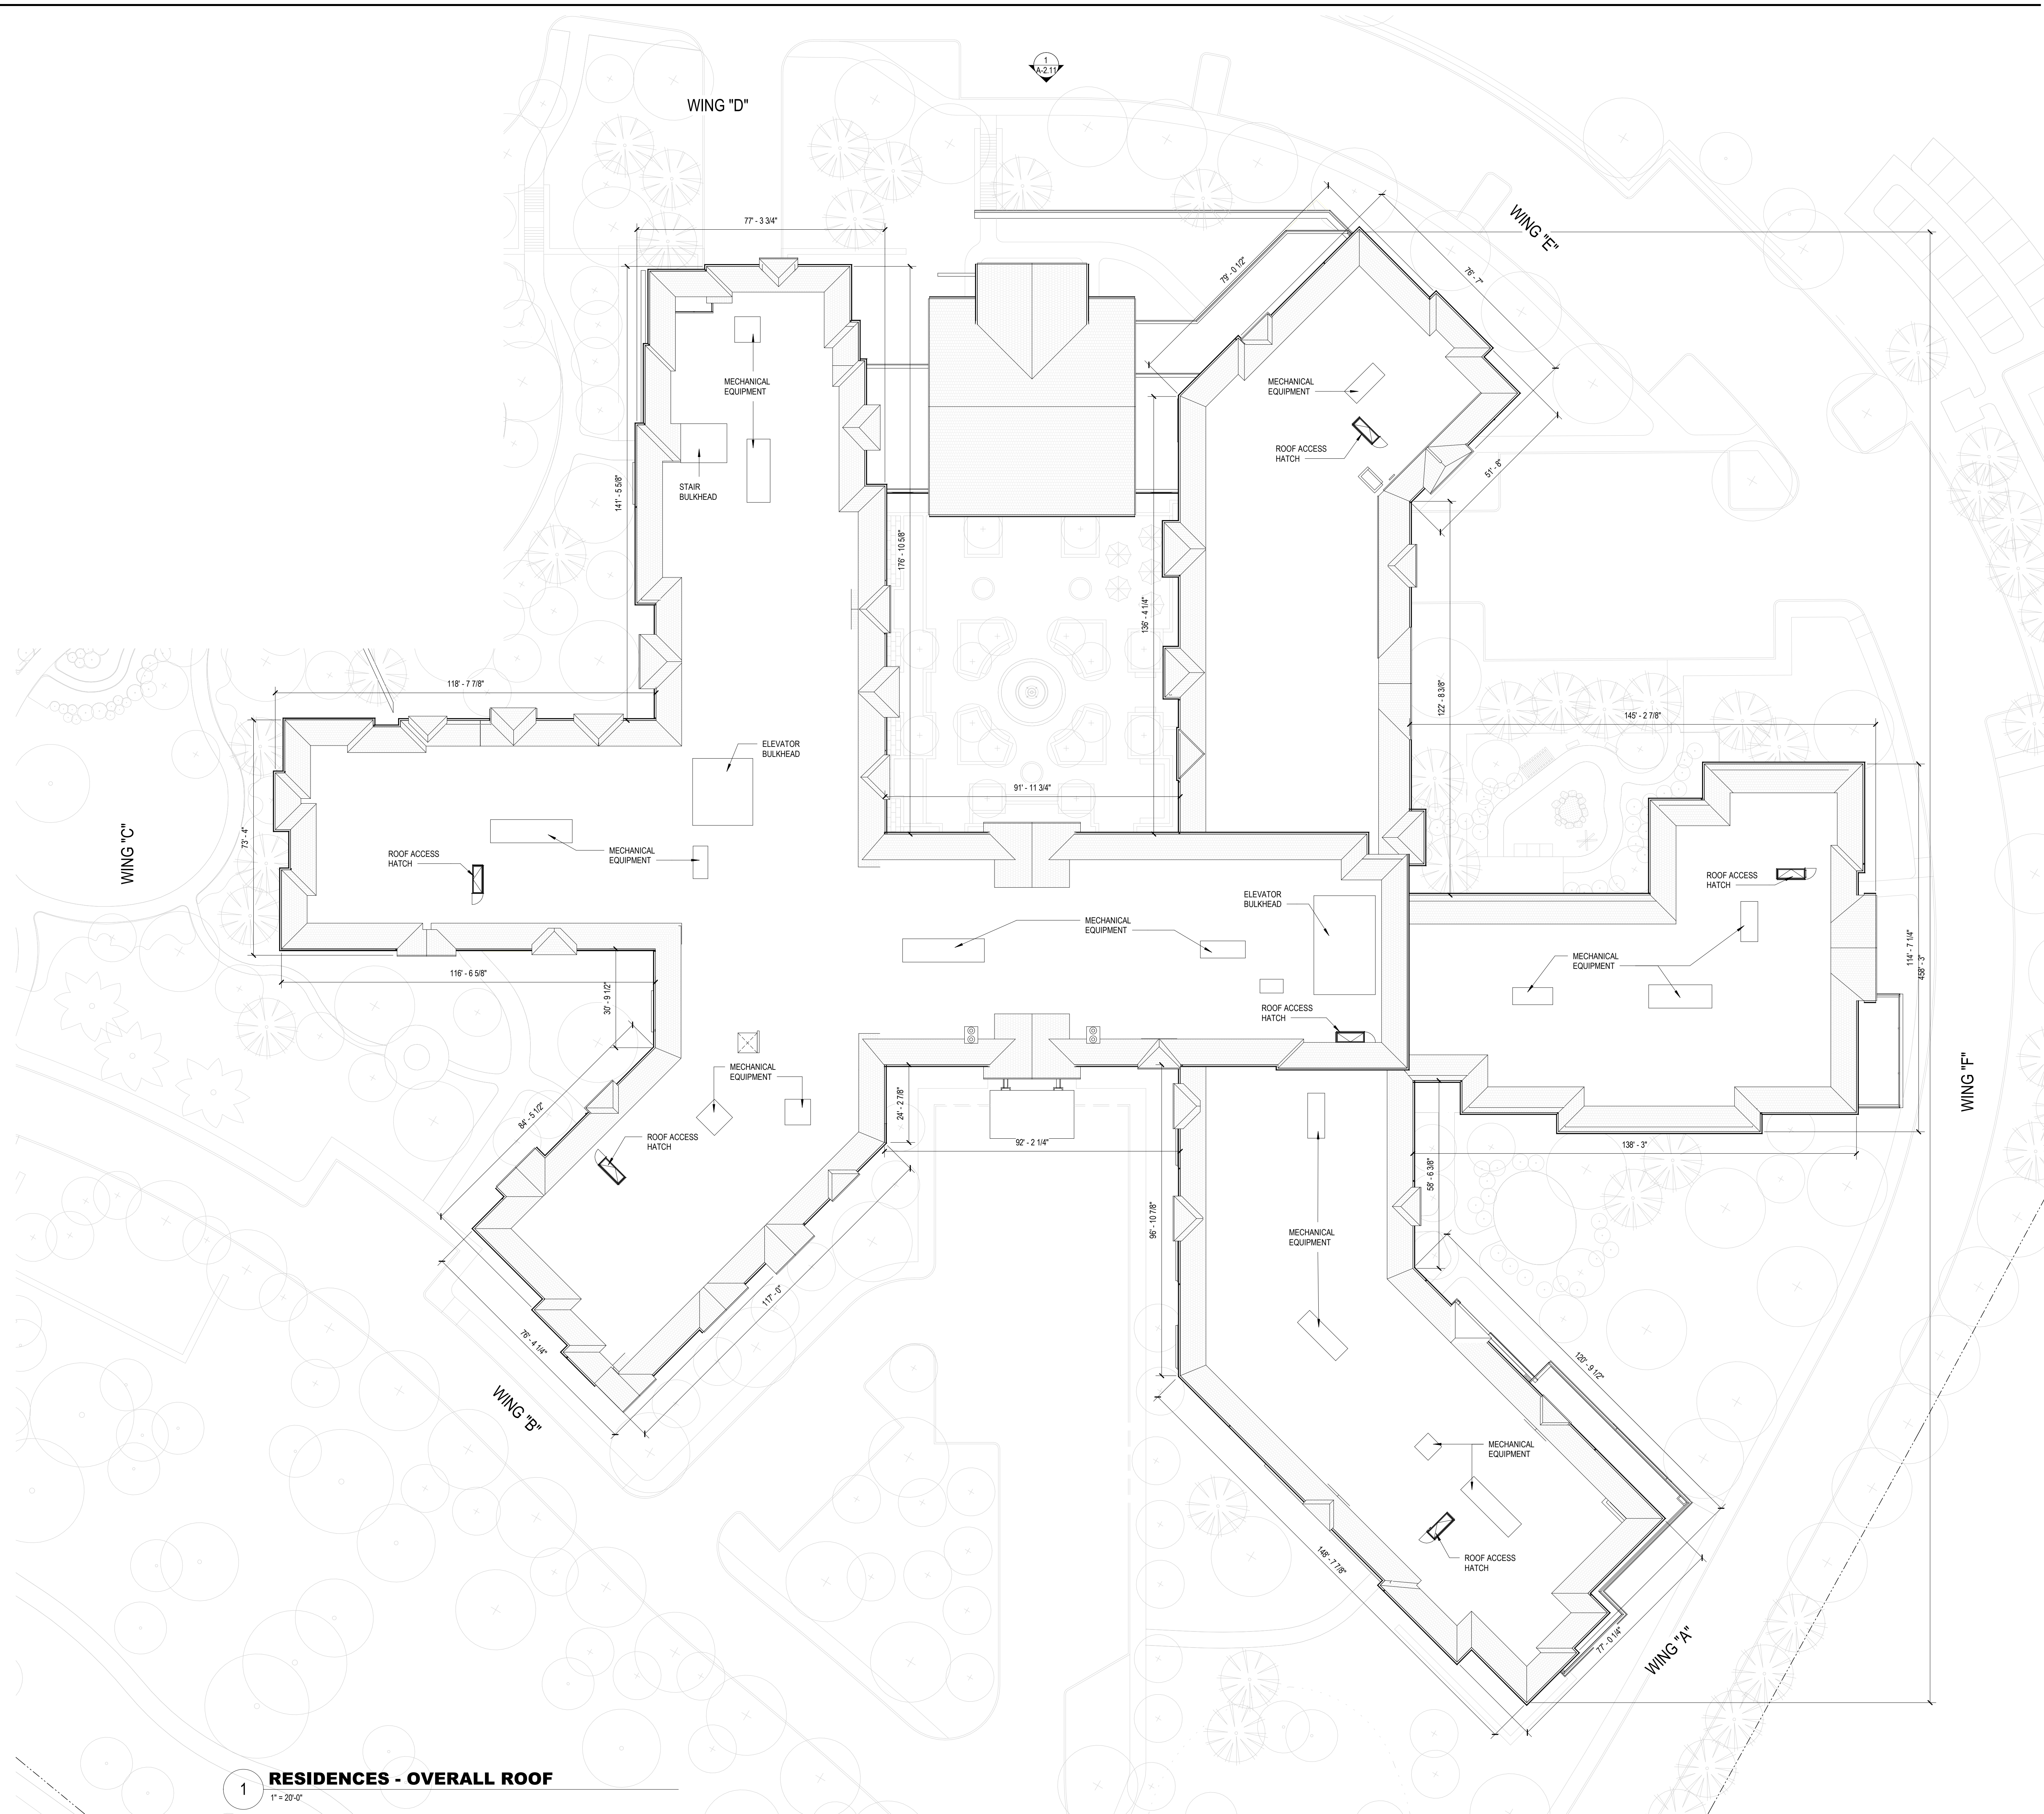 1
A-2.11
WING "D"
WING "E"
77' - 3 3/4"
79' - 0 1/2"
76' - 7"
MECHANICAL
EQUIPMENT
MECHANICAL
EQUIPMENT
ROOF ACCESS
HATCH
51' - 8"
STAIR
BULKHEAD
141' - 5 5/8"
176' - 10 5/8"
136' - 4 1/4"
118' - 7 7/8"
122' - 8 3/8"
145' - 2 7/8"
ELEVATOR
BULKHEAD
91' - 11 3/4"
73' - 4"
WING "C"
ROOF ACCESS
HATCH
MECHANICAL
EQUIPMENT
ROOF ACCESS
HATCH
ELEVATOR
BULKHEAD
MECHANICAL
EQUIPMENT
MECHANICAL
EQUIPMENT
114' - 7 1/4"
458' - 3"
116' - 6 5/8"
30' - 9 1/2"
ROOF ACCESS
HATCH
MECHANICAL
EQUIPMENT
WING "F"
84' - 5 1/2"
24' - 2 7/8"
ROOF ACCESS
HATCH
92' - 2 1/4"
138' - 3"
58' - 6 3/8"
96' - 10 7/8"
MECHANICAL
EQUIPMENT
117' - 0"
76' - 4 1/4"
WING "B"
120' - 9 1/2"
MECHANICAL
EQUIPMENT
148' - 7 7/8"
ROOF ACCESS
HATCH
77' - 0 1/4"
WING "A"
1
RESIDENCES - OVERALL ROOF
1" = 20'-0"